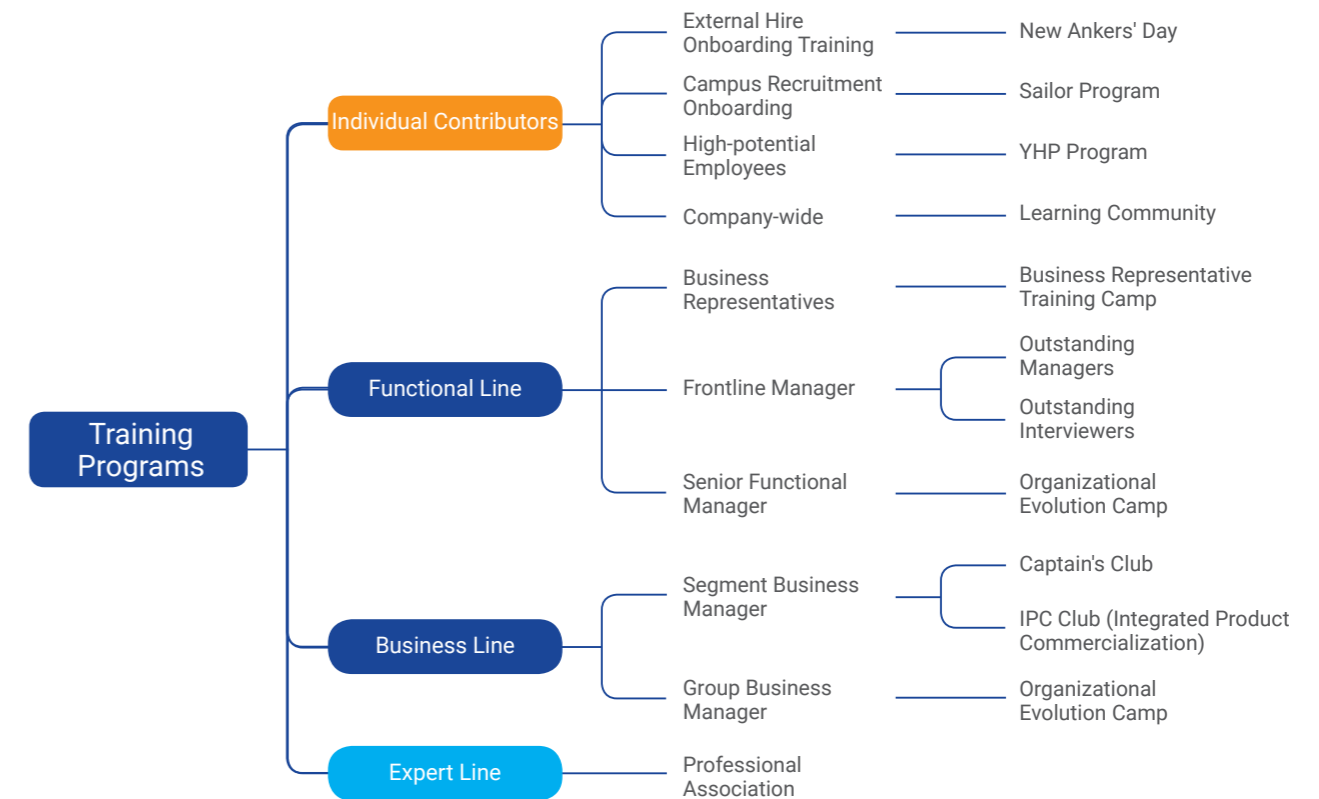 Training
Programs
Individual Contributors
External Hire
Onboarding Training
New Ankers' Day
Campus Recruitment
Onboarding
Sailor Program
High-potential
Employees
YHP Program
Company-wide
Learning Community
Functional Line
Business
Representatives
Business Representative
Training Camp
Frontline Manager
Outstanding
Managers
Outstanding
Interviewers
Senior Functional
Manager
Organizational
Evolution Camp
Business Line
Segment Business
Manager
Captain's Club
IPC Club (Integrated Product
Commercialization)
Group Business
Manager
Organizational
Evolution Camp
Expert Line
Professional
Association